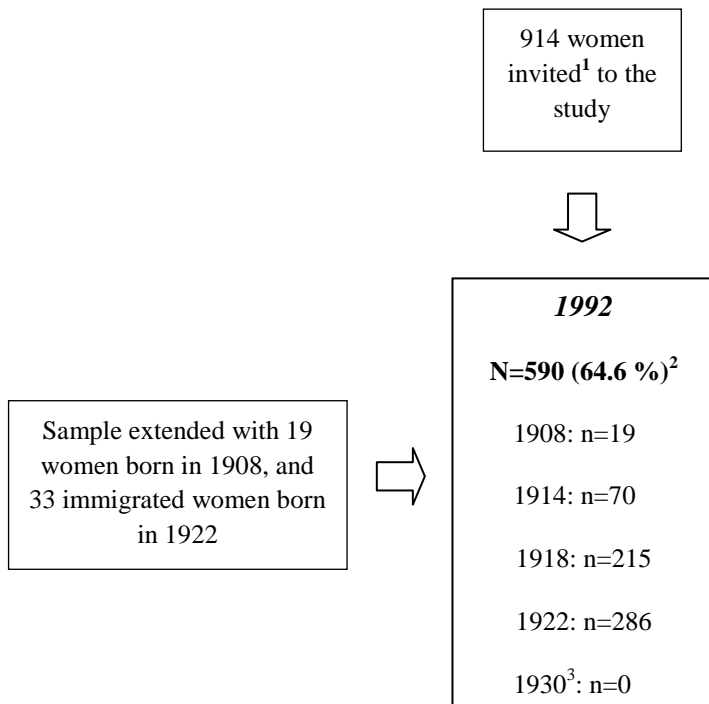 914 women
invited¹ to the
study
1992
N=590 (64.6 %)²
Sample extended with 19
women born in 1908, and
33 immigrated women born
in 1922
1908: n=19
1914: n=70
1918: n=215
1922: n=286
1930³: n=0